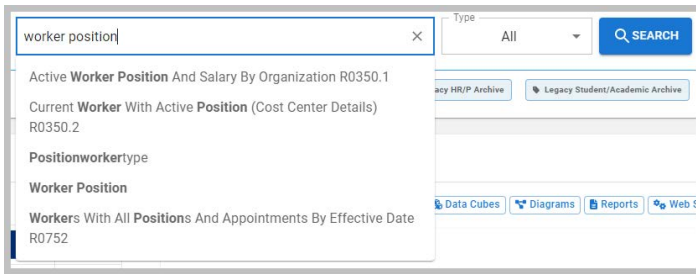 Type
worker position
All
SEARCH
Active Worker Position And Salary By Organization R0350.1
Current Worker With Active Position (Cost Center Details)
R0350.2
Positionworkertype
Worker Position
Workers With All Positions And Appointments By Effective Date
R0752
acy HR/P Archive
Legacy Student/Academic Archive
Data Cubes
Diagrams
Reports
Web S